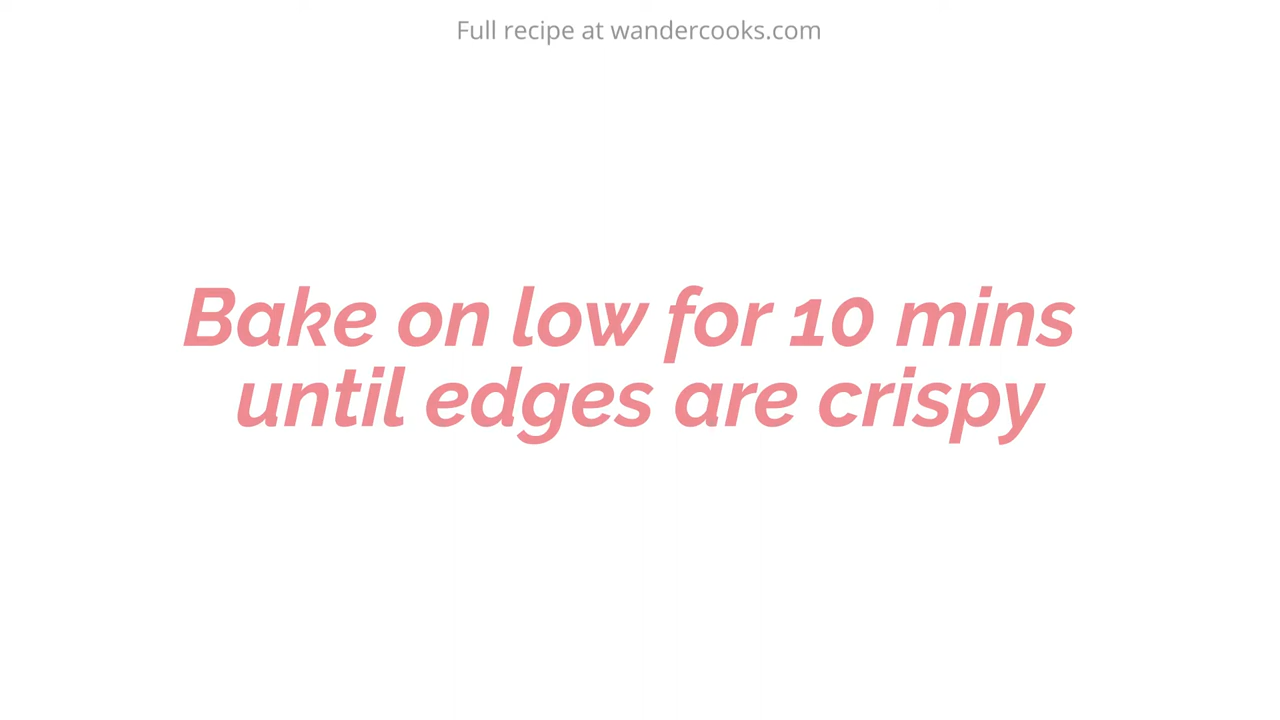 Full recipe at wandercooks.com
Bake on low for 10 mins
until edges are crispy